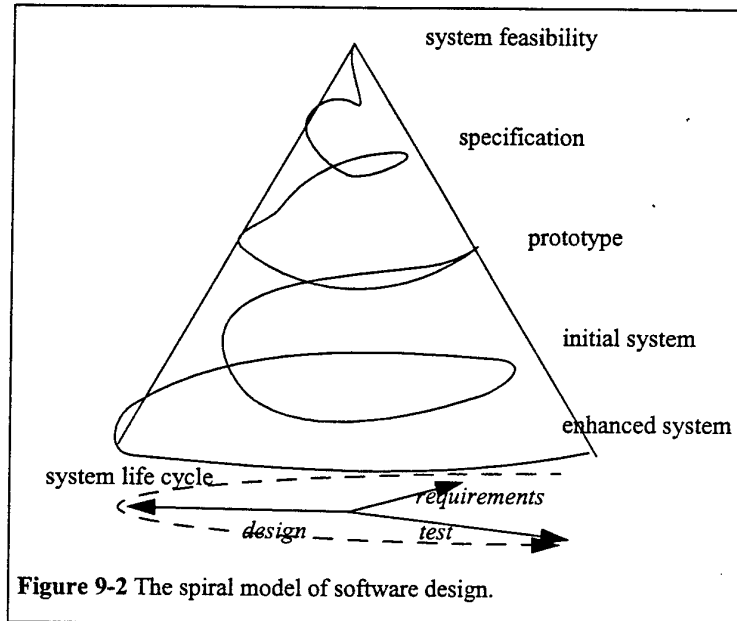 system feasibility
specification
prototype
initial system
enhanced system
system life cycle
requirements
design
test
Figure 9-2 The spiral model of software design.